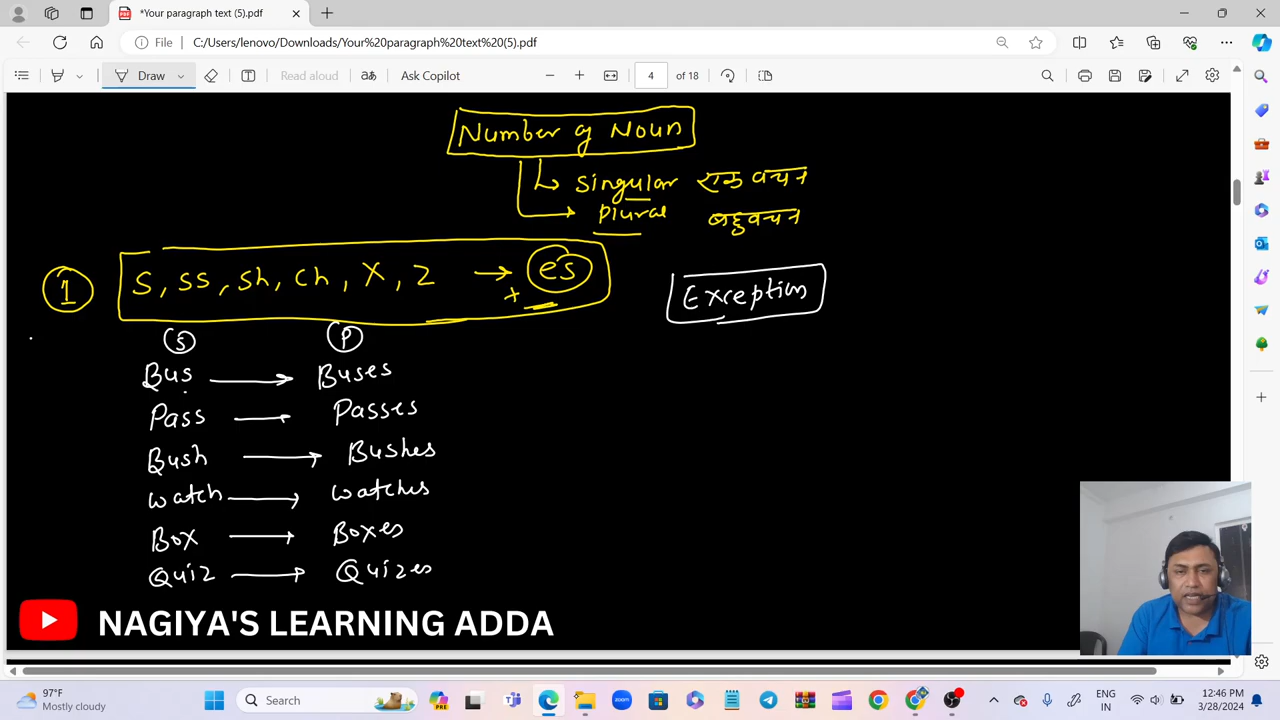 *Your paragraph text (5).pdf
File C:/Users/lenovo/Downloads/Your%20paragraph%20text%20(5).pdf
Draw Read aloud Ask Copilot 4 of 18
Number of Noun
Singular एक वचन
Plural बहुवचन
1 S, ss, sh, ch, X, Z → + es
Exception
S P
Bus → Buses
Pass → Passes
Bush → Bushes
watch → watches
Box → Boxes
Quiz → Quizes
NAGIYA'S LEARNING ADDA
97°F
Mostly cloudy
Search
ENG
IN
12:46 PM
3/28/2024